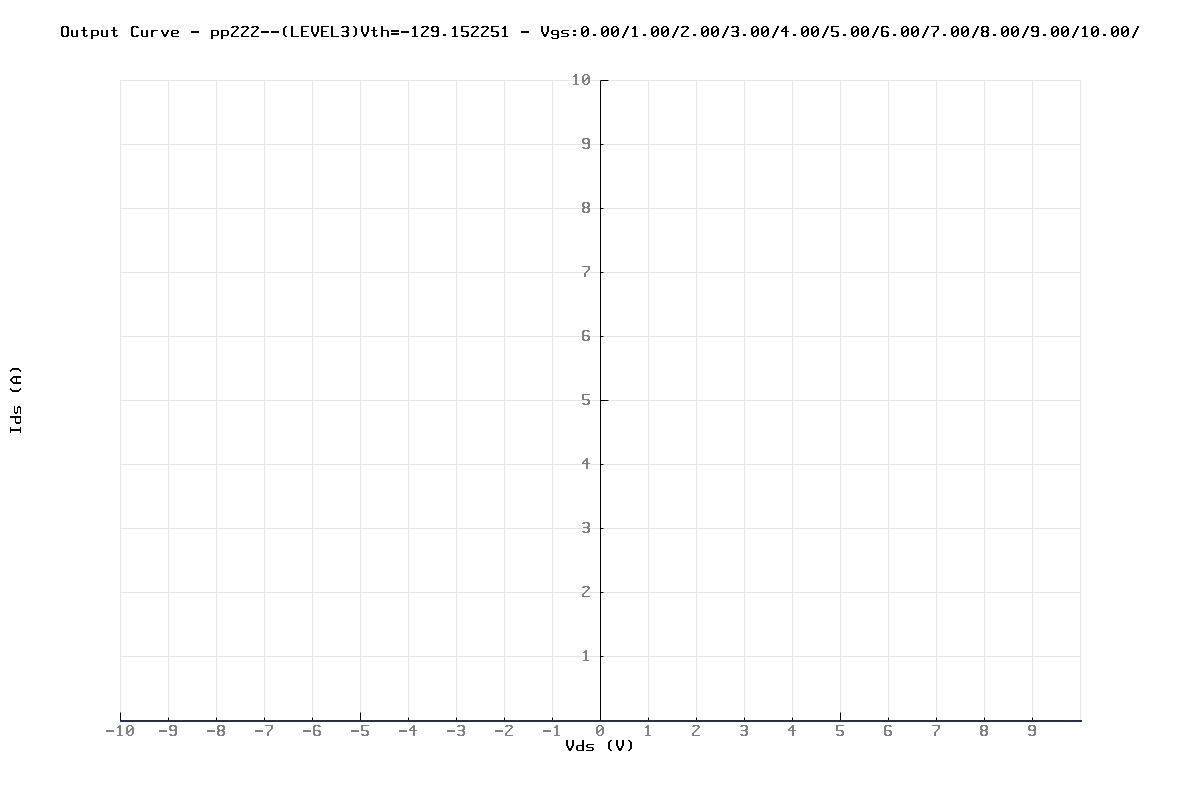 Output Curve - pp222--(LEVEL3)Vth=-129.152251 - Vgs:0.00/1.00/2.00/3.00/4.00/5.00/6.00/7.00/8.00/9.00/10.00/
10
9
8
7
6
5
4
3
2
1
Ids (A)
-10 -9 -8 -7 -6 -5 -4 -3 -2 -1 0 1 2 3 4 5 6 7 8 9
Vds (V)